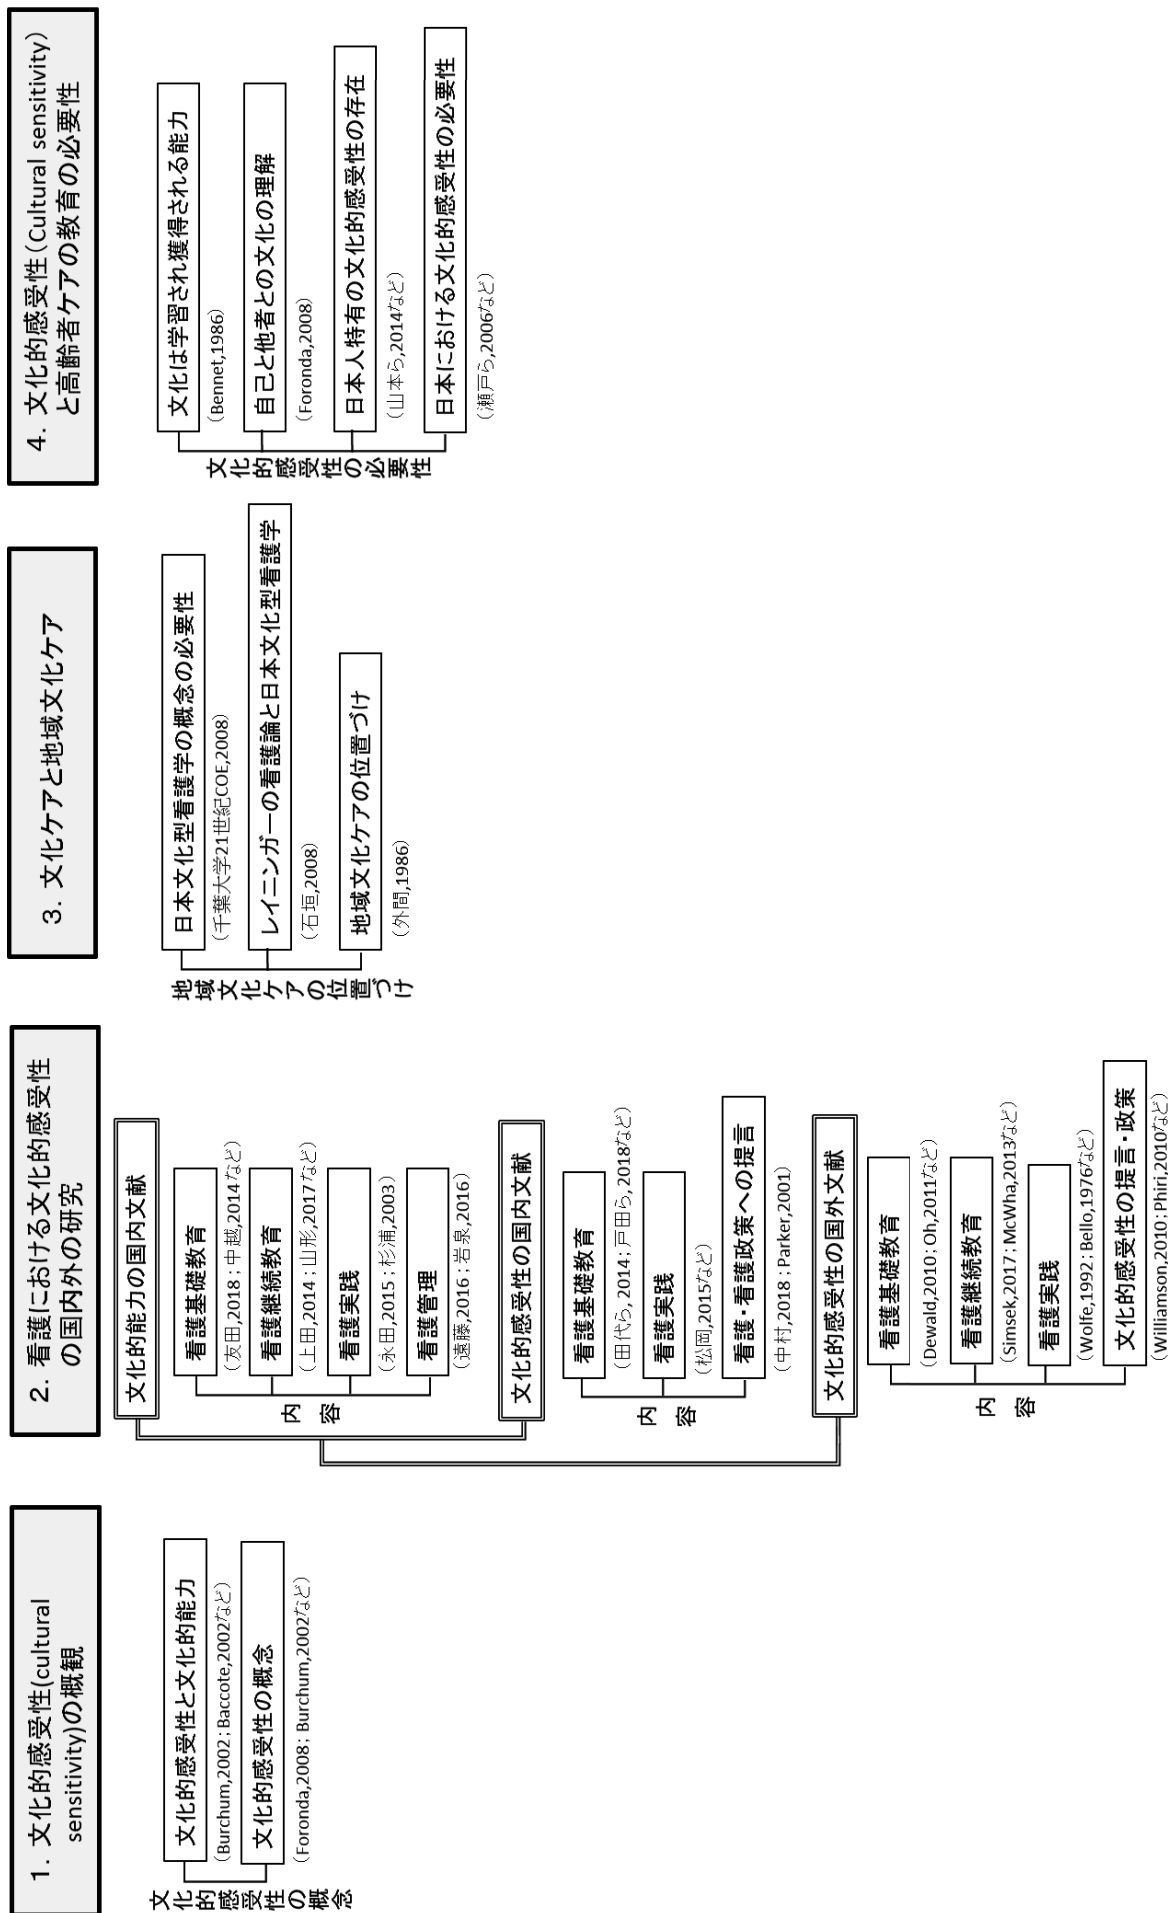 1. 文化的感受性(cultural
sensitivity)の概観
文化的感受性の概念
文化的感受性と文化的能力
(Burchum,2002;Baccote,2002など)
文化的感受性の概念
(Foronda,2008; Burchum,2002など)
2. 看護における文化的感受性
の国内外の研究
文化的能力の国内文献
内容
看護基礎教育
(友田,2018;中越,2014など)
看護継続教育
(上田,2014;山形,2017など)
看護実践
(永田,2015;杉浦,2003)
看護管理
(遠藤,2016;岩泉,2016)
文化的感受性の国内文献
内容
看護基礎教育
(田代ら,2014;戸田ら,2018など)
看護実践
(松岡,2015など)
看護・看護政策への提言
(中村,2018;Parker,2001)
文化的感受性の国外文献
内容
看護基礎教育
(Dewald,2010;Oh,2011など)
看護継続教育
(Simsek,2017;McWha,2013など)
看護実践
(Wolfe,1992;Bello,1976など)
文化的感受性の提言・政策
(Williamson,2010;Phiri,2010など)
3. 文化ケアと地域文化ケア
地域文化ケアの位置づけ
日本文化型看護学の概念の必要性
(千葉大学21世紀COE,2008)
レイニンガーの看護論と日本文化型看護学
(石垣,2008)
地域文化ケアの位置づけ
(外間,1986)
4. 文化的感受性(Cultural sensitivity)
と高齢者ケアの教育の必要性
文化的感受性の必要性
文化は学習され獲得される能力
(Bennet,1986)
自己と他者との文化の理解
(Foronda,2008)
日本人特有の文化的感受性の存在
(山本ら,2014など)
日本における文化的感受性の必要性
(瀬戸ら,2006など)